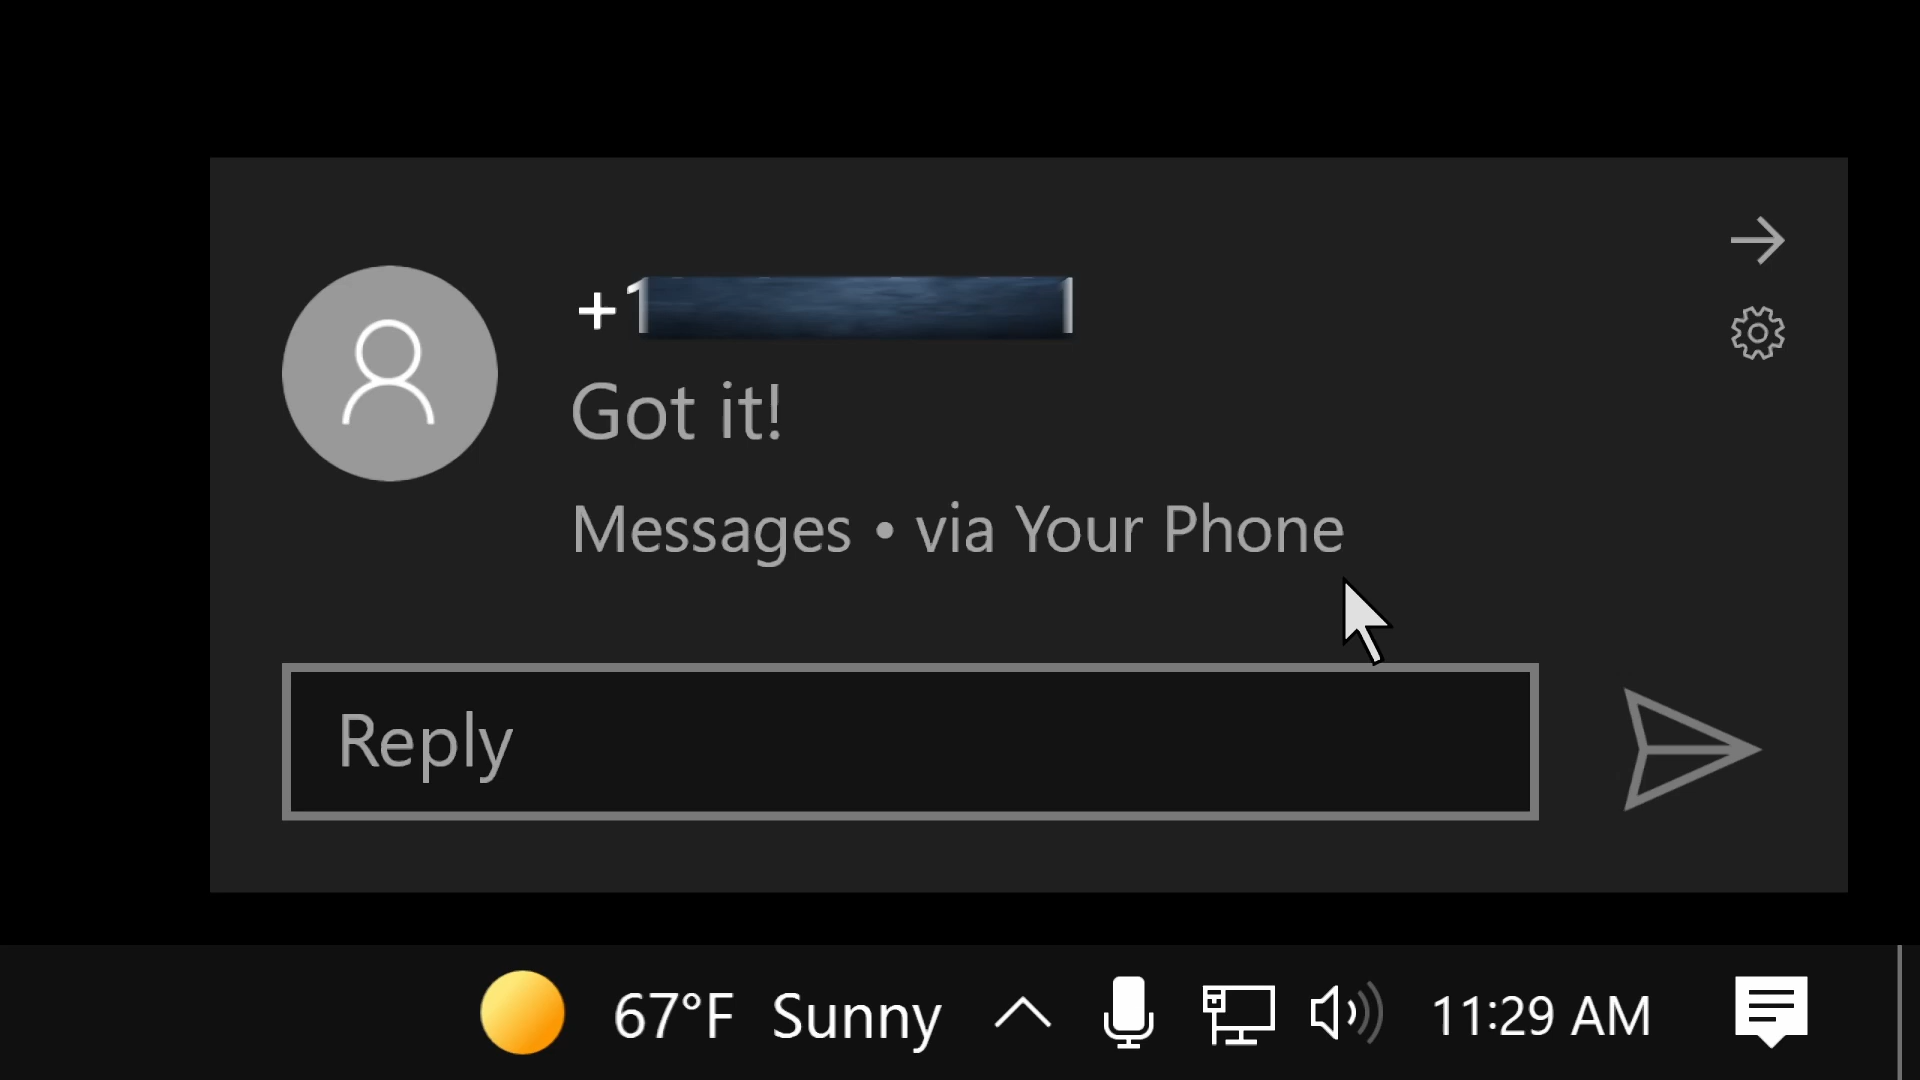 +1
Got it!
Messages • via Your Phone
Reply
67°F Sunny
11:29 AM